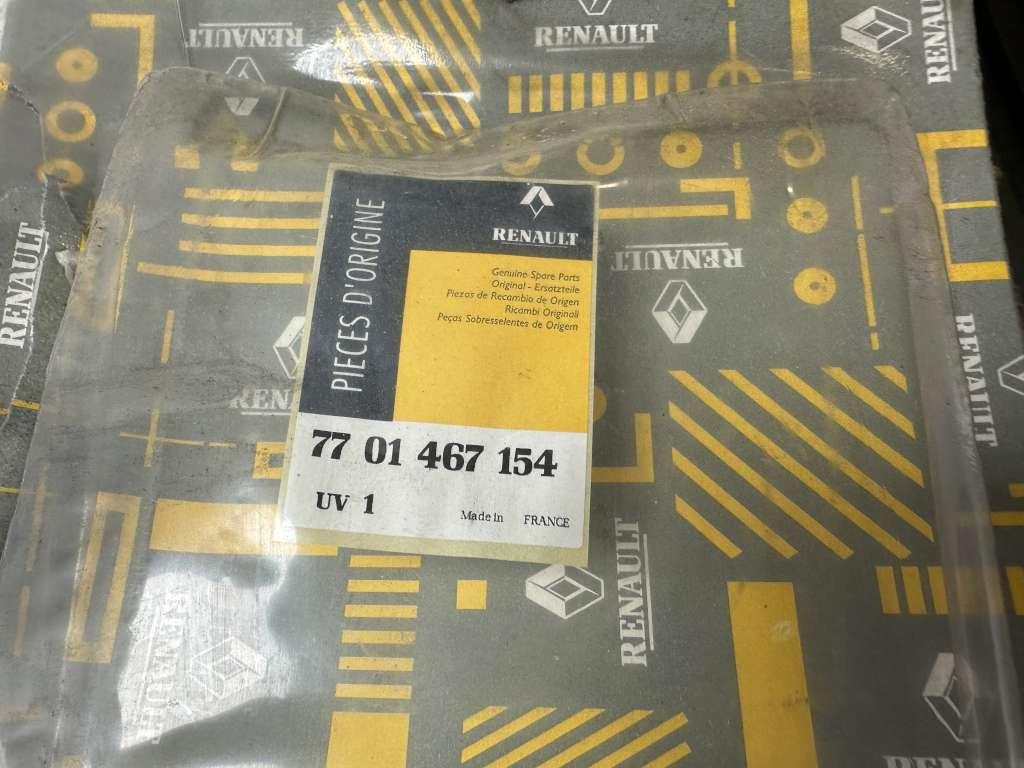 RENAULT
RENAULT
RENAULT
PIECES D'ORIGINE
RENAULT
Genuine Spare Parts
Original - Ersatzteile
Piezas de Recambio de Origen
Ricambi Originali
Peças Sobresselentes de Origem
77 01 467 154
UV 1
Made in FRANCE
RENAULT
RENAULT
RENAULT
RENAULT
RENAULT